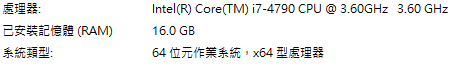 處理器: Intel(R) Core(TM) i7-4790 CPU @ 3.60GHz 3.60 GHz
已安裝記憶體 (RAM) 16.0 GB
系統類型: 64 位元作業系統，x64 型處理器